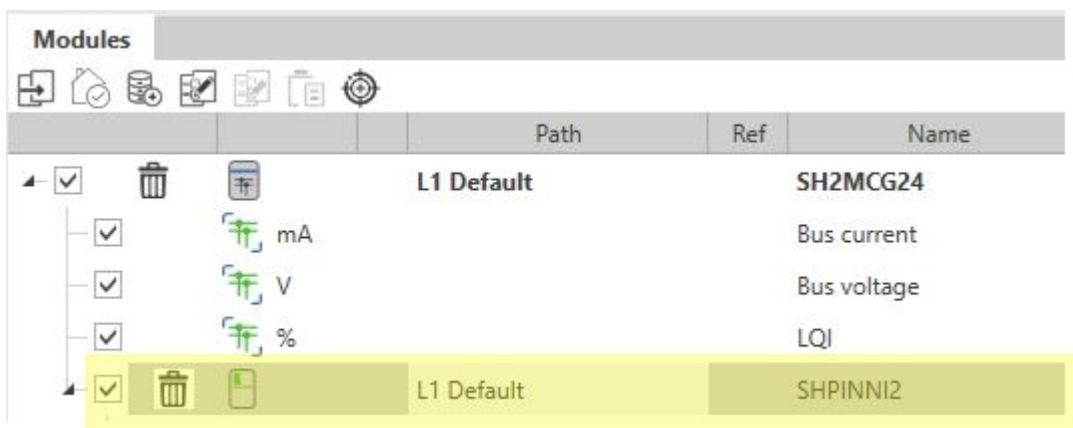 Modules
Path Ref Name
L1 Default SH2MCG24
mA Bus current
V Bus voltage
% LQI
L1 Default SHPINNI2